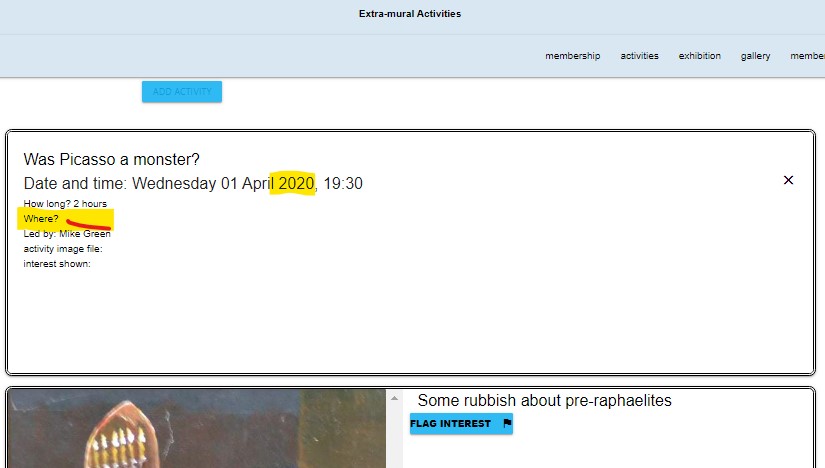 Extra-mural Activities
membership activities exhibition gallery member
ADD ACTIVITY
Was Picasso a monster?
Date and time: Wednesday 01 April 2020, 19:30
How long? 2 hours
Where?
Led by: Mike Green
activity image file:
interest shown:
Some rubbish about pre-raphaelites
FLAG INTEREST